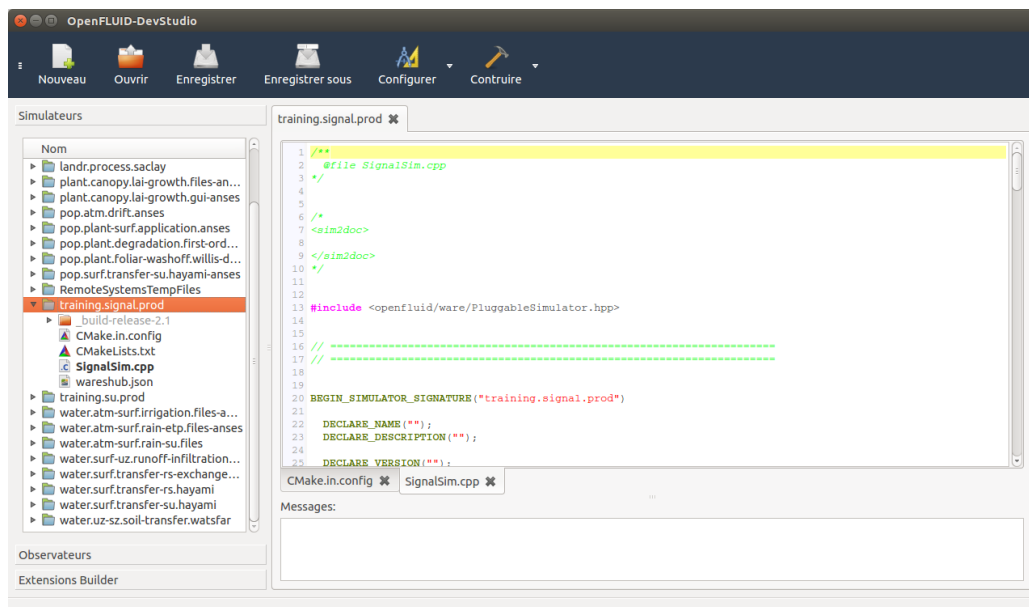 OpenFLUID-DevStudio
Nouveau Ouvrir Enregistrer Enregistrer sous Configurer Contruire
Simulateurs
Nom
landr.process.saclay
plant.canopy.lai-growth.files-an...
plant.canopy.lai-growth.gui-anses
pop.atm.drift.anses
pop.plant-surf.application.anses
pop.plant.degradation.first-ord...
pop.plant.foliar-washoff.willis-d...
pop.surf.transfer-su.hayami-anses
RemoteSystemsTempFiles
training.signal.prod
_build-release-2.1
CMake.in.config
CMakeLists.txt
SignalSim.cpp
wareshub.json
training.su.prod
water.atm-surf.irrigation.files-a...
water.atm-surf.rain-etp.files-anses
water.atm-surf.rain-su.files
water.surf-uz.runoff-infiltration...
water.surf.transfer-rs-exchange...
water.surf.transfer-rs.hayami
water.surf.transfer-su.hayami
water.uz-sz.soil-transfer.watsfar
Observateurs
Extensions Builder
training.signal.prod
1 /**
2 @file SignalSim.cpp
3 */
4
5
6 /*
7 <sim2doc>
8
9 </sim2doc>
10 */
11
12
13 #include <openfluid/ware/PluggableSimulator.hpp>
14
15
16 // =====================================================================
17 // =====================================================================
18
19
20 BEGIN_SIMULATOR_SIGNATURE("training.signal.prod")
21
22 DECLARE_NAME("");
23 DECLARE_DESCRIPTION("");
24
25 DECLARE_VERSION("");
CMake.in.config SignalSim.cpp
Messages: